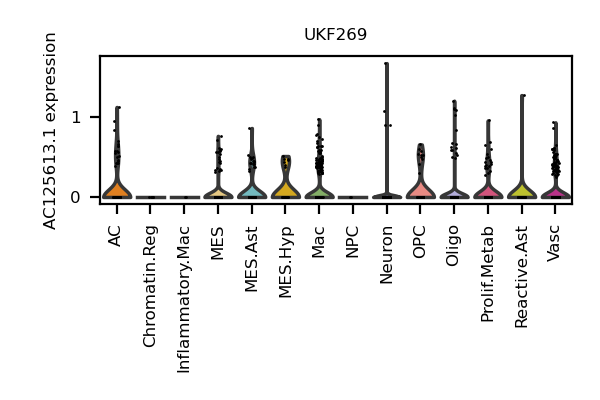 UKF269
AC125613.1 expression
1
0
AC
Chromatin.Reg
Inflammatory.Mac
MES
MES.Ast
MES.Hyp
Mac
NPC
Neuron
OPC
Oligo
Prolif.Metab
Reactive.Ast
Vasc